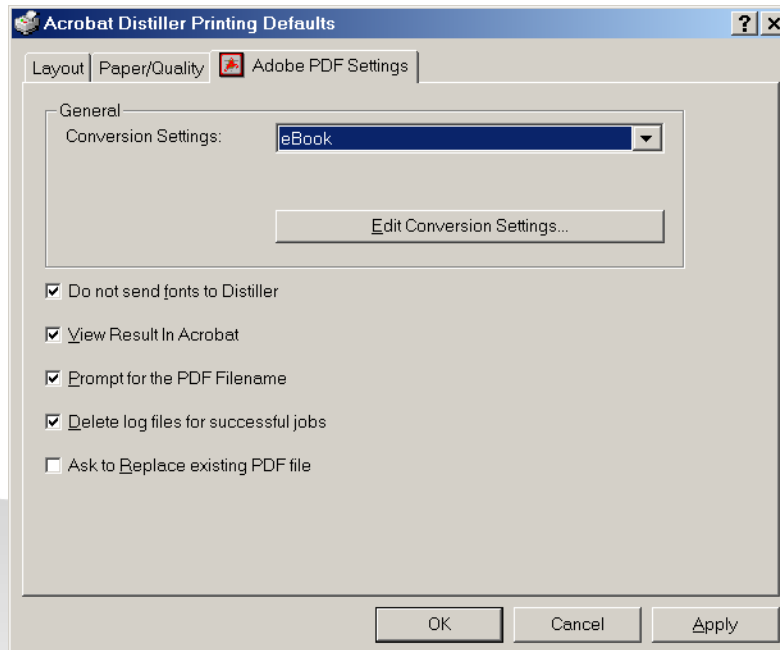 Acrobat Distiller Printing Defaults
Layout Paper/Quality Adobe PDF Settings
General
Conversion Settings: eBook
Edit Conversion Settings...
Do not send fonts to Distiller
View Result In Acrobat
Prompt for the PDF Filename
Delete log files for successful jobs
Ask to Replace existing PDF file
OK Cancel Apply